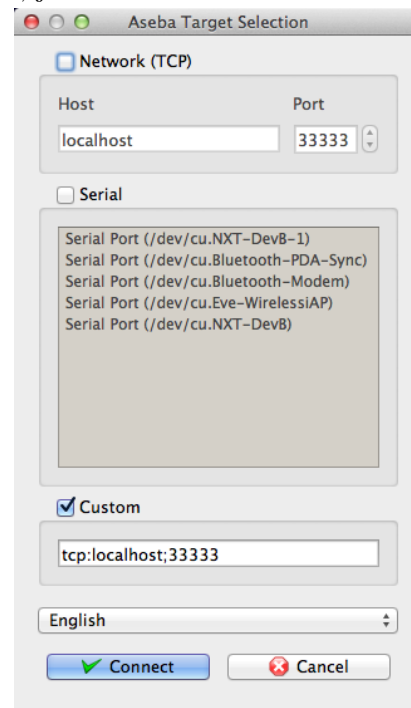 Aseba Target Selection
Network (TCP)
Host Port
localhost 33333
Serial
Serial Port (/dev/cu.NXT-DevB-1)
Serial Port (/dev/cu.Bluetooth-PDA-Sync)
Serial Port (/dev/cu.Bluetooth-Modem)
Serial Port (/dev/cu.Eve-WirelessiAP)
Serial Port (/dev/cu.NXT-DevB)
Custom
tcp:localhost;33333
English
Connect Cancel